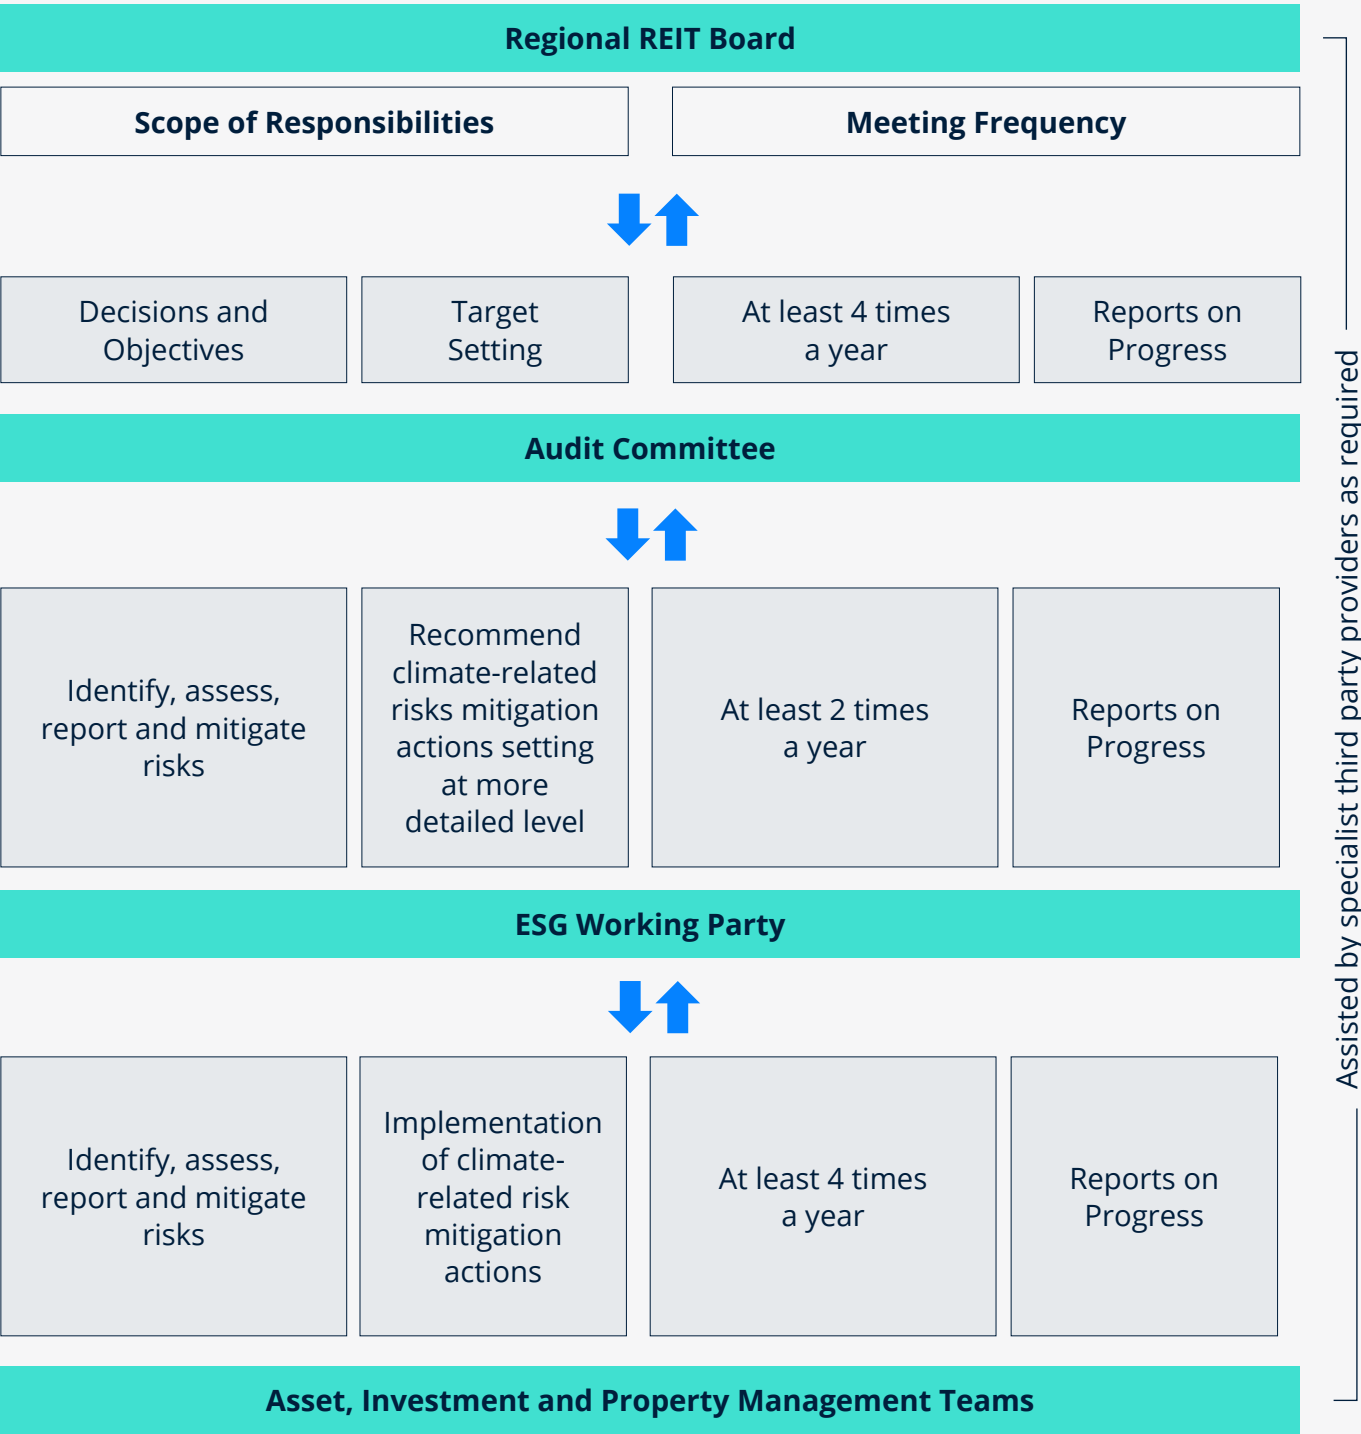 Regional REIT Board
Scope of Responsibilities
Meeting Frequency
Decisions and
Objectives
Target
Setting
At least 4 times
a year
Reports on
Progress
Audit Committee
Identify, assess,
report and mitigate
risks
Recommend
climate-related
risks mitigation
actions setting
at more
detailed level
At least 2 times
a year
Reports on
Progress
ESG Working Party
Identify, assess,
report and mitigate
risks
Implementation
of climate-
related risk
mitigation
actions
At least 4 times
a year
Reports on
Progress
Asset, Investment and Property Management Teams
Assisted by specialist third party providers as required